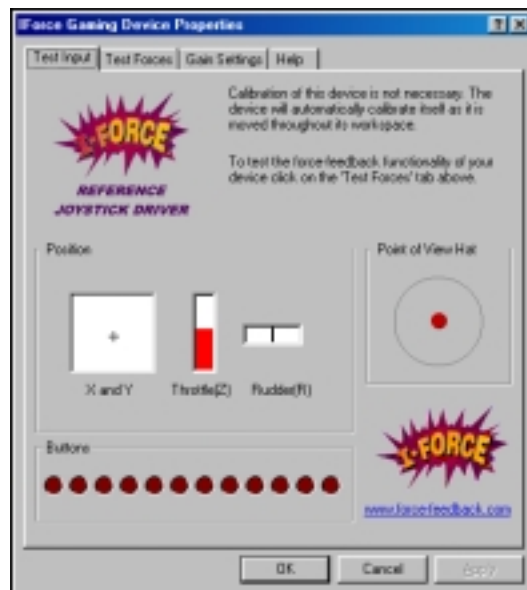 IForce Gaming Device Properties
Test Input
Test Forces
Gain Settings
Help
I-FORCE
REFERENCE
JOYSTICK DRIVER
Calibration of this device is not necessary. The
device will automatically calibrate itself as it is
moved throughout its workspace.
To test the force-feedback functionality of your
device click on the 'Test Forces' tab above.
Position
X and Y
Throttle(Z)
Rudder(R)
Point of View Hat
Buttons
I-FORCE
www.force-feedback.com
OK
Cancel
Apply